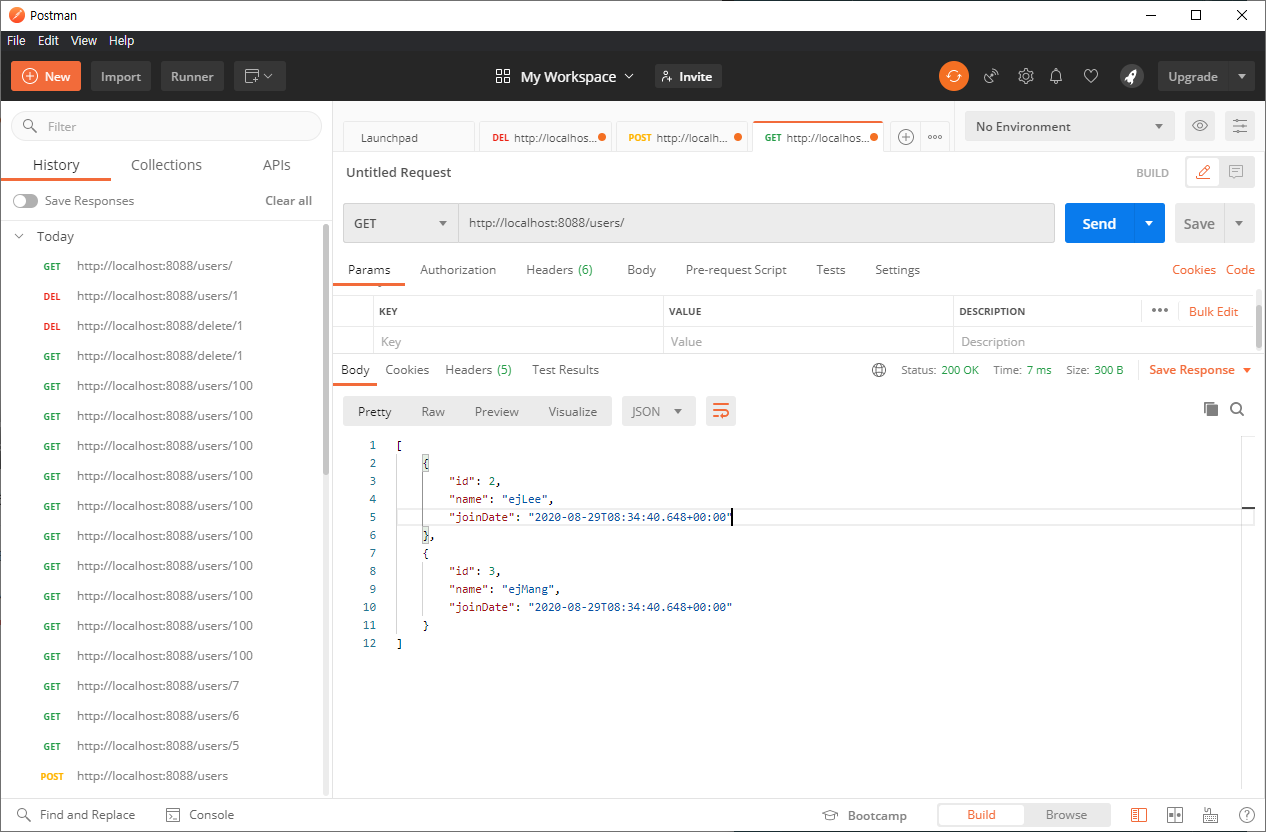 Postman
File Edit View Help
New Import Runner My Workspace Invite Upgrade
Filter
History Collections APIs
Save Responses Clear all
Today
GET http://localhost:8088/users/
DEL http://localhost:8088/users/1
DEL http://localhost:8088/delete/1
GET http://localhost:8088/delete/1
GET http://localhost:8088/users/100
GET http://localhost:8088/users/100
GET http://localhost:8088/users/100
GET http://localhost:8088/users/100
GET http://localhost:8088/users/100
GET http://localhost:8088/users/100
GET http://localhost:8088/users/100
GET http://localhost:8088/users/100
GET http://localhost:8088/users/100
GET http://localhost:8088/users/100
GET http://localhost:8088/users/7
GET http://localhost:8088/users/6
GET http://localhost:8088/users/5
POST http://localhost:8088/users
Launchpad DEL http://localhos... POST http://localh... GET http://localhos... No Environment
Untitled Request BUILD
GET http://localhost:8088/users/ Send Save
Params Authorization Headers (6) Body Pre-request Script Tests Settings Cookies Code
KEY VALUE DESCRIPTION Bulk Edit
Key Value Description
Body Cookies Headers (5) Test Results Status: 200 OK Time: 7 ms Size: 300 B Save Response
Pretty Raw Preview Visualize JSON
1 [
2 {
3 "id": 2,
4 "name": "ejLee",
5 "joinDate": "2020-08-29T08:34:40.648+00:00"
6 },
7 {
8 "id": 3,
9 "name": "ejMang",
10 "joinDate": "2020-08-29T08:34:40.648+00:00"
11 }
12 ]
Find and Replace Console Bootcamp Build Browse